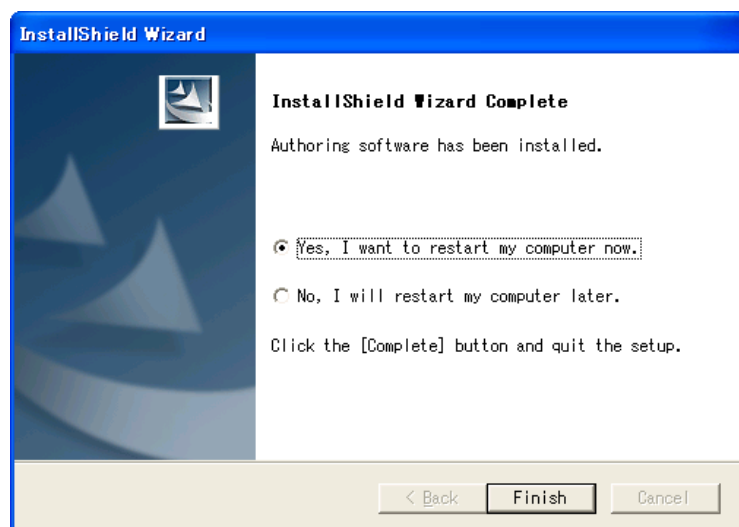 InstallShield Wizard
InstallShield Wizard Complete
Authoring software has been installed.
Yes, I want to restart my computer now.
No, I will restart my computer later.
Click the [Complete] button and quit the setup.
< Back
Finish
Cancel